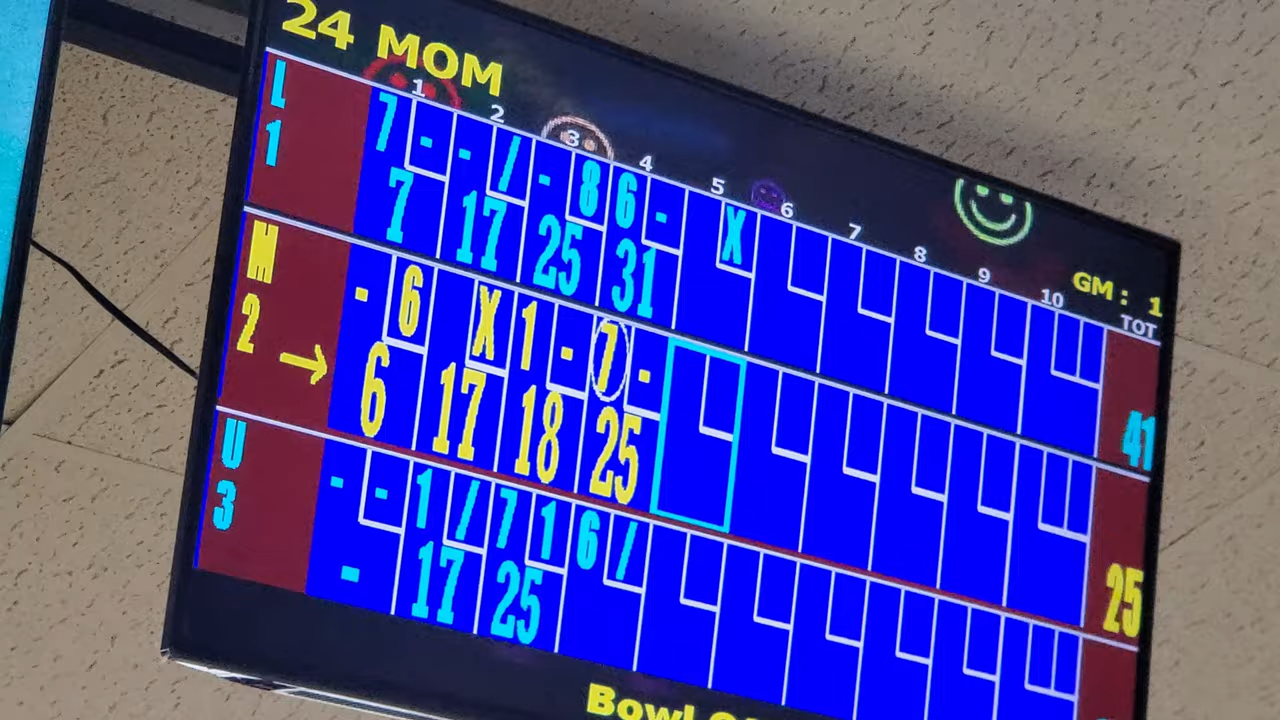 24 MOM
1 2 3 4 5 6 7 8 9 10 GM: 1
TOT
L 7 - - / - 8 6 - X
1 7 17 25 31 41
M - 6 X 1 - 7 -
2 → 6 17 18 25 25
U - - 1 / 7 1 6 /
3 - 17 25
Bowl